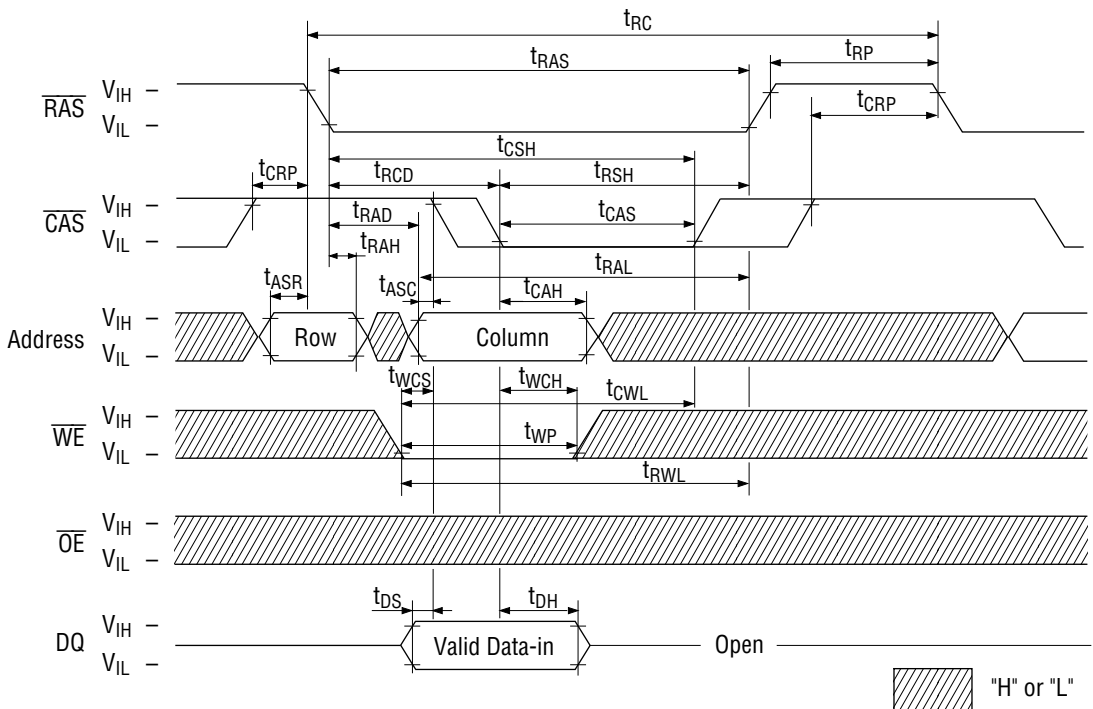 tRC
tRAS
tRP
RAS
VIH –
VIL –
tCRP
tCSH
tCRP
tRCD
tRSH
CAS
VIH –
VIL –
tRAD
tCAS
tRAH
tRAL
tASR
tASC
tCAH
Address
VIH –
VIL –
Row
Column
tWCS
tWCH
tCWL
WE
VIH –
VIL –
tWP
tRWL
OE
VIH –
VIL –
tDS
tDH
DQ
VIH –
VIL –
Valid Data-in
Open
"H" or "L"